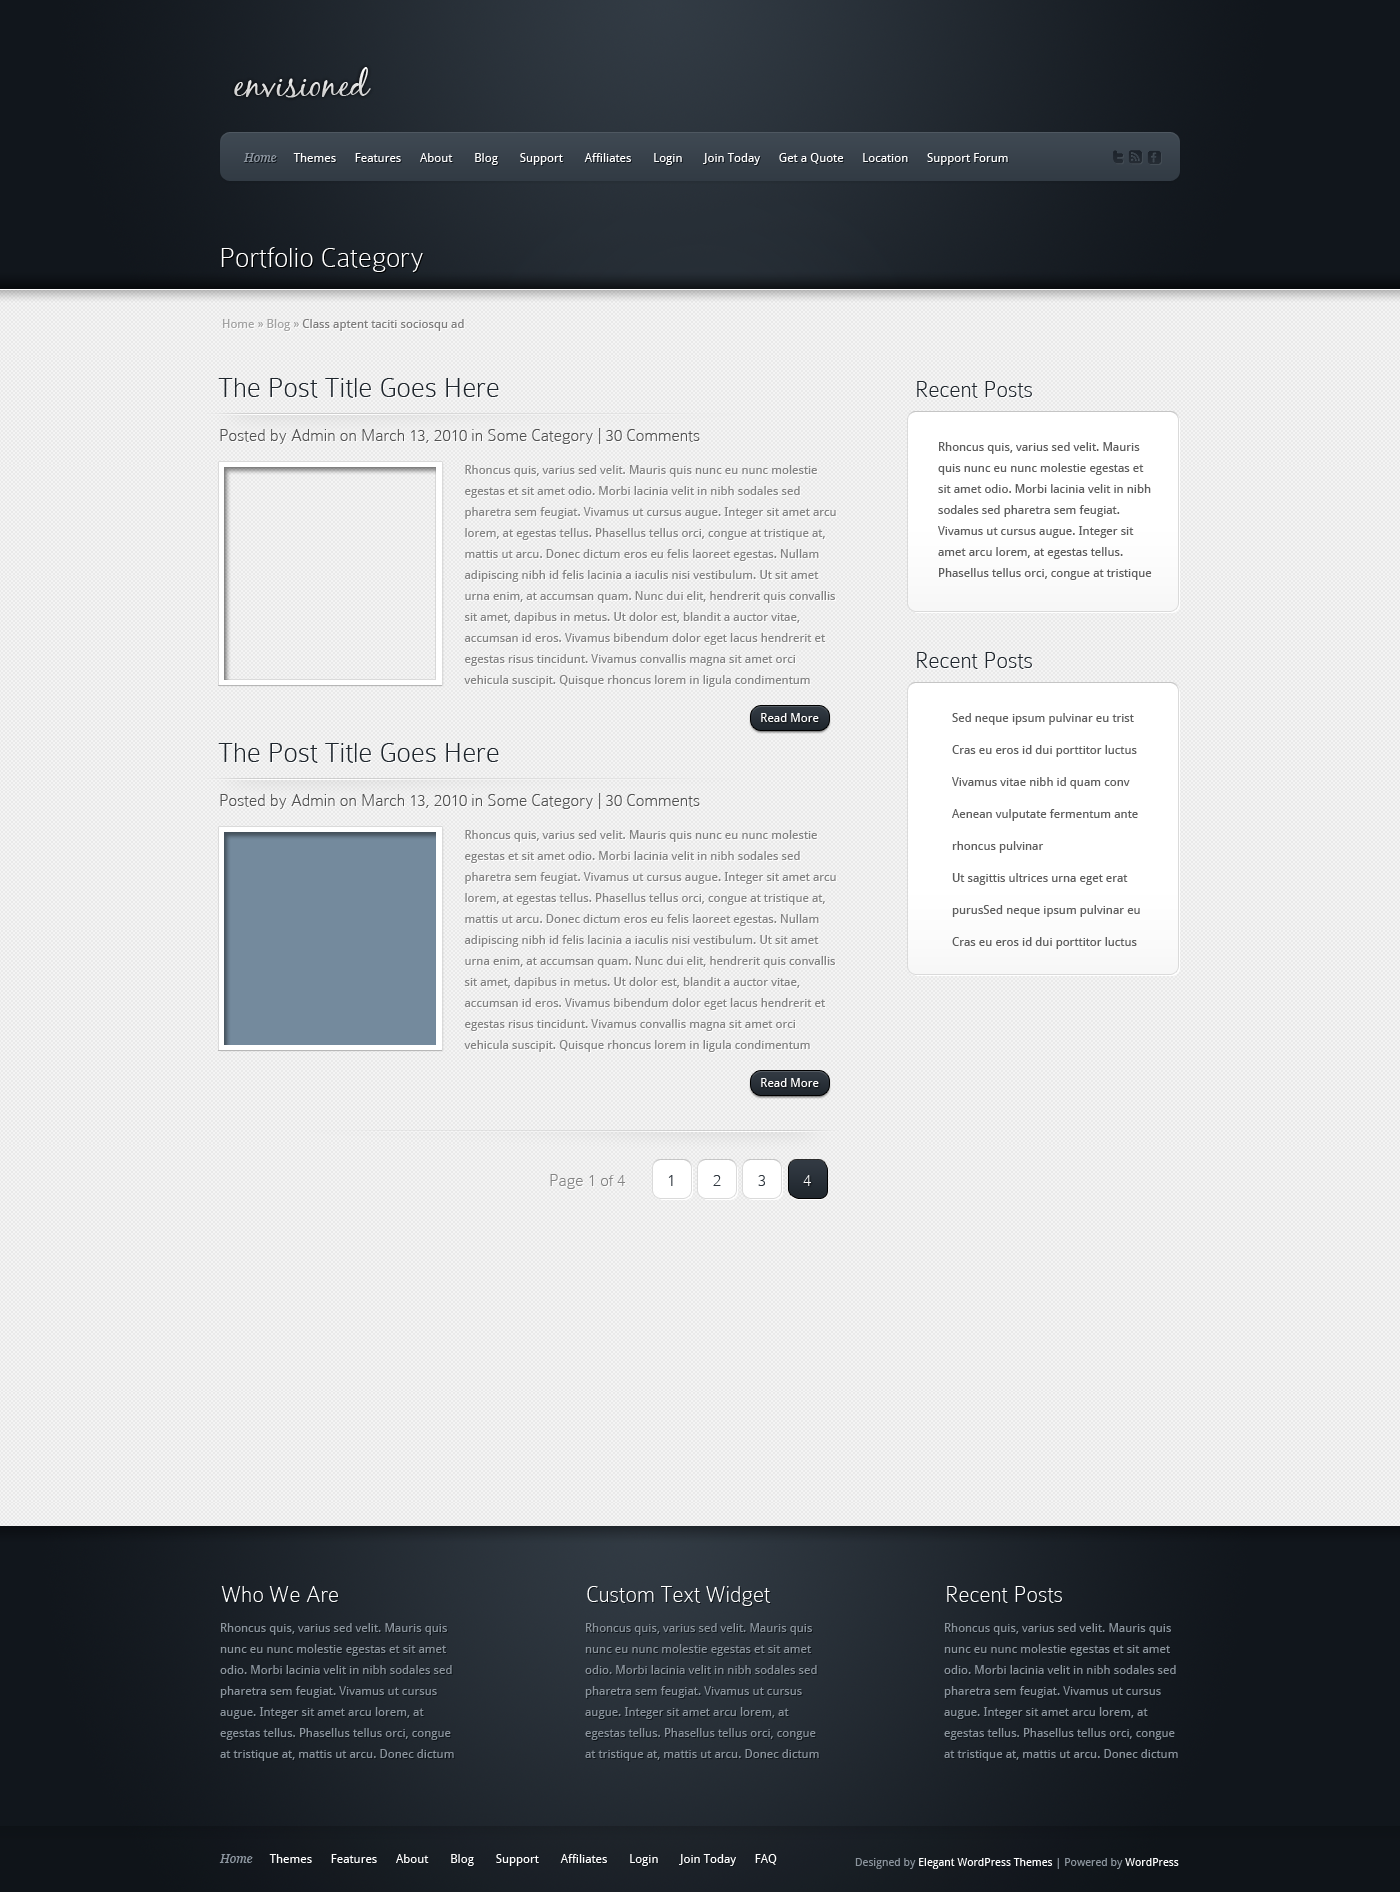 envisioned
Home Themes Features About Blog Support Affiliates Login Join Today Get a Quote Location Support Forum
Portfolio Category
Home » Blog » Class aptent taciti sociosqu ad
The Post Title Goes Here
Posted by Admin on March 13, 2010 in Some Category | 30 Comments
Rhoncus quis, varius sed velit. Mauris quis nunc eu nunc molestie
egestas et sit amet odio. Morbi lacinia velit in nibh sodales sed
pharetra sem feugiat. Vivamus ut cursus augue. Integer sit amet arcu
lorem, at egestas tellus. Phasellus tellus orci, congue at tristique at,
mattis ut arcu. Donec dictum eros eu felis laoreet egestas. Nullam
adipiscing nibh id felis lacinia a iaculis nisi vestibulum. Ut sit amet
urna enim, at accumsan quam. Nunc dui elit, hendrerit quis convallis
sit amet, dapibus in metus. Ut dolor est, blandit a auctor vitae,
accumsan id eros. Vivamus bibendum dolor eget lacus hendrerit et
egestas risus tincidunt. Vivamus convallis magna sit amet orci
vehicula suscipit. Quisque rhoncus lorem in ligula condimentum
Read More
The Post Title Goes Here
Posted by Admin on March 13, 2010 in Some Category | 30 Comments
Rhoncus quis, varius sed velit. Mauris quis nunc eu nunc molestie
egestas et sit amet odio. Morbi lacinia velit in nibh sodales sed
pharetra sem feugiat. Vivamus ut cursus augue. Integer sit amet arcu
lorem, at egestas tellus. Phasellus tellus orci, congue at tristique at,
mattis ut arcu. Donec dictum eros eu felis laoreet egestas. Nullam
adipiscing nibh id felis lacinia a iaculis nisi vestibulum. Ut sit amet
urna enim, at accumsan quam. Nunc dui elit, hendrerit quis convallis
sit amet, dapibus in metus. Ut dolor est, blandit a auctor vitae,
accumsan id eros. Vivamus bibendum dolor eget lacus hendrerit et
egestas risus tincidunt. Vivamus convallis magna sit amet orci
vehicula suscipit. Quisque rhoncus lorem in ligula condimentum
Read More
Page 1 of 4 1 2 3 4
Recent Posts
Rhoncus quis, varius sed velit. Mauris
quis nunc eu nunc molestie egestas et
sit amet odio. Morbi lacinia velit in nibh
sodales sed pharetra sem feugiat.
Vivamus ut cursus augue. Integer sit
amet arcu lorem, at egestas tellus.
Phasellus tellus orci, congue at tristique
Recent Posts
Sed neque ipsum pulvinar eu trist
Cras eu eros id dui porttitor luctus
Vivamus vitae nibh id quam conv
Aenean vulputate fermentum ante
rhoncus pulvinar
Ut sagittis ultrices urna eget erat
purusSed neque ipsum pulvinar eu
Cras eu eros id dui porttitor luctus
Who We Are
Rhoncus quis, varius sed velit. Mauris quis
nunc eu nunc molestie egestas et sit amet
odio. Morbi lacinia velit in nibh sodales sed
pharetra sem feugiat. Vivamus ut cursus
augue. Integer sit amet arcu lorem, at
egestas tellus. Phasellus tellus orci, congue
at tristique at, mattis ut arcu. Donec dictum
Custom Text Widget
Rhoncus quis, varius sed velit. Mauris quis
nunc eu nunc molestie egestas et sit amet
odio. Morbi lacinia velit in nibh sodales sed
pharetra sem feugiat. Vivamus ut cursus
augue. Integer sit amet arcu lorem, at
egestas tellus. Phasellus tellus orci, congue
at tristique at, mattis ut arcu. Donec dictum
Recent Posts
Rhoncus quis, varius sed velit. Mauris quis
nunc eu nunc molestie egestas et sit amet
odio. Morbi lacinia velit in nibh sodales sed
pharetra sem feugiat. Vivamus ut cursus
augue. Integer sit amet arcu lorem, at
egestas tellus. Phasellus tellus orci, congue
at tristique at, mattis ut arcu. Donec dictum
Home Themes Features About Blog Support Affiliates Login Join Today FAQ
Designed by Elegant WordPress Themes | Powered by WordPress